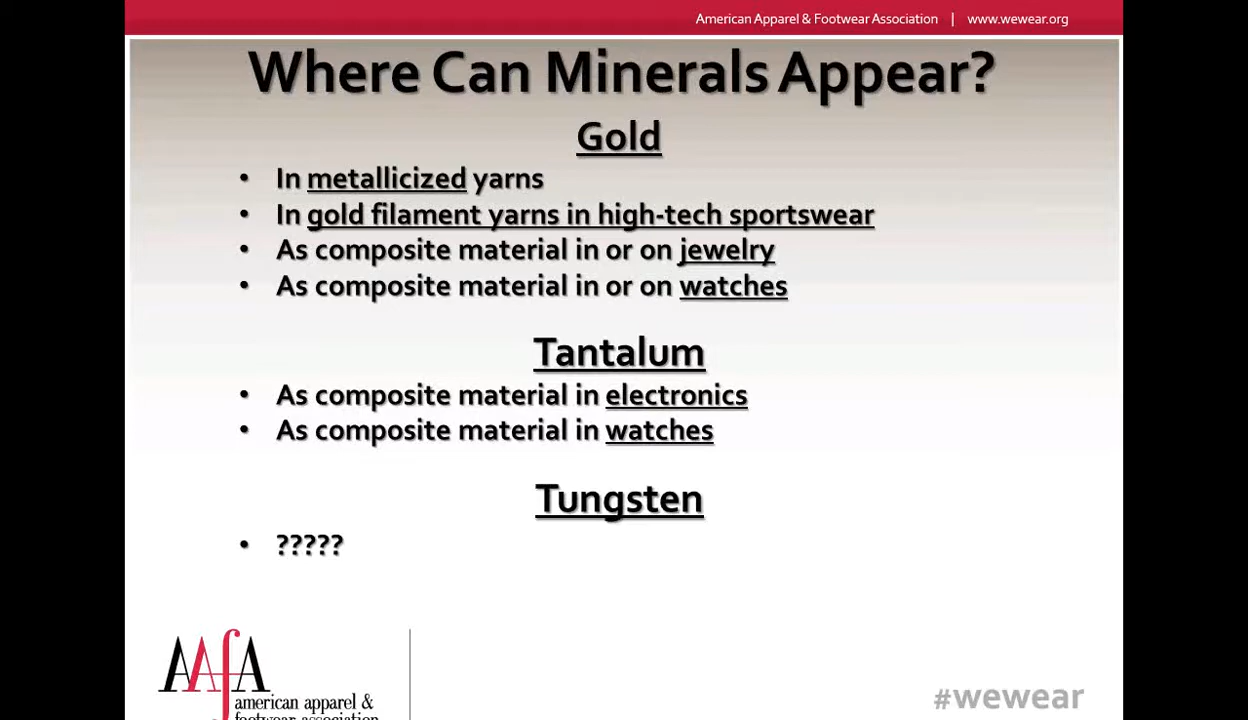 American Apparel & Footwear Association | www.wewear.org
Where Can Minerals Appear?
Gold
• In metallicized yarns
• In gold filament yarns in high-tech sportswear
• As composite material in or on jewelry
• As composite material in or on watches
Tantalum
• As composite material in electronics
• As composite material in watches
Tungsten
• ?????
AAfA
american apparel &
footwear association
#wewear